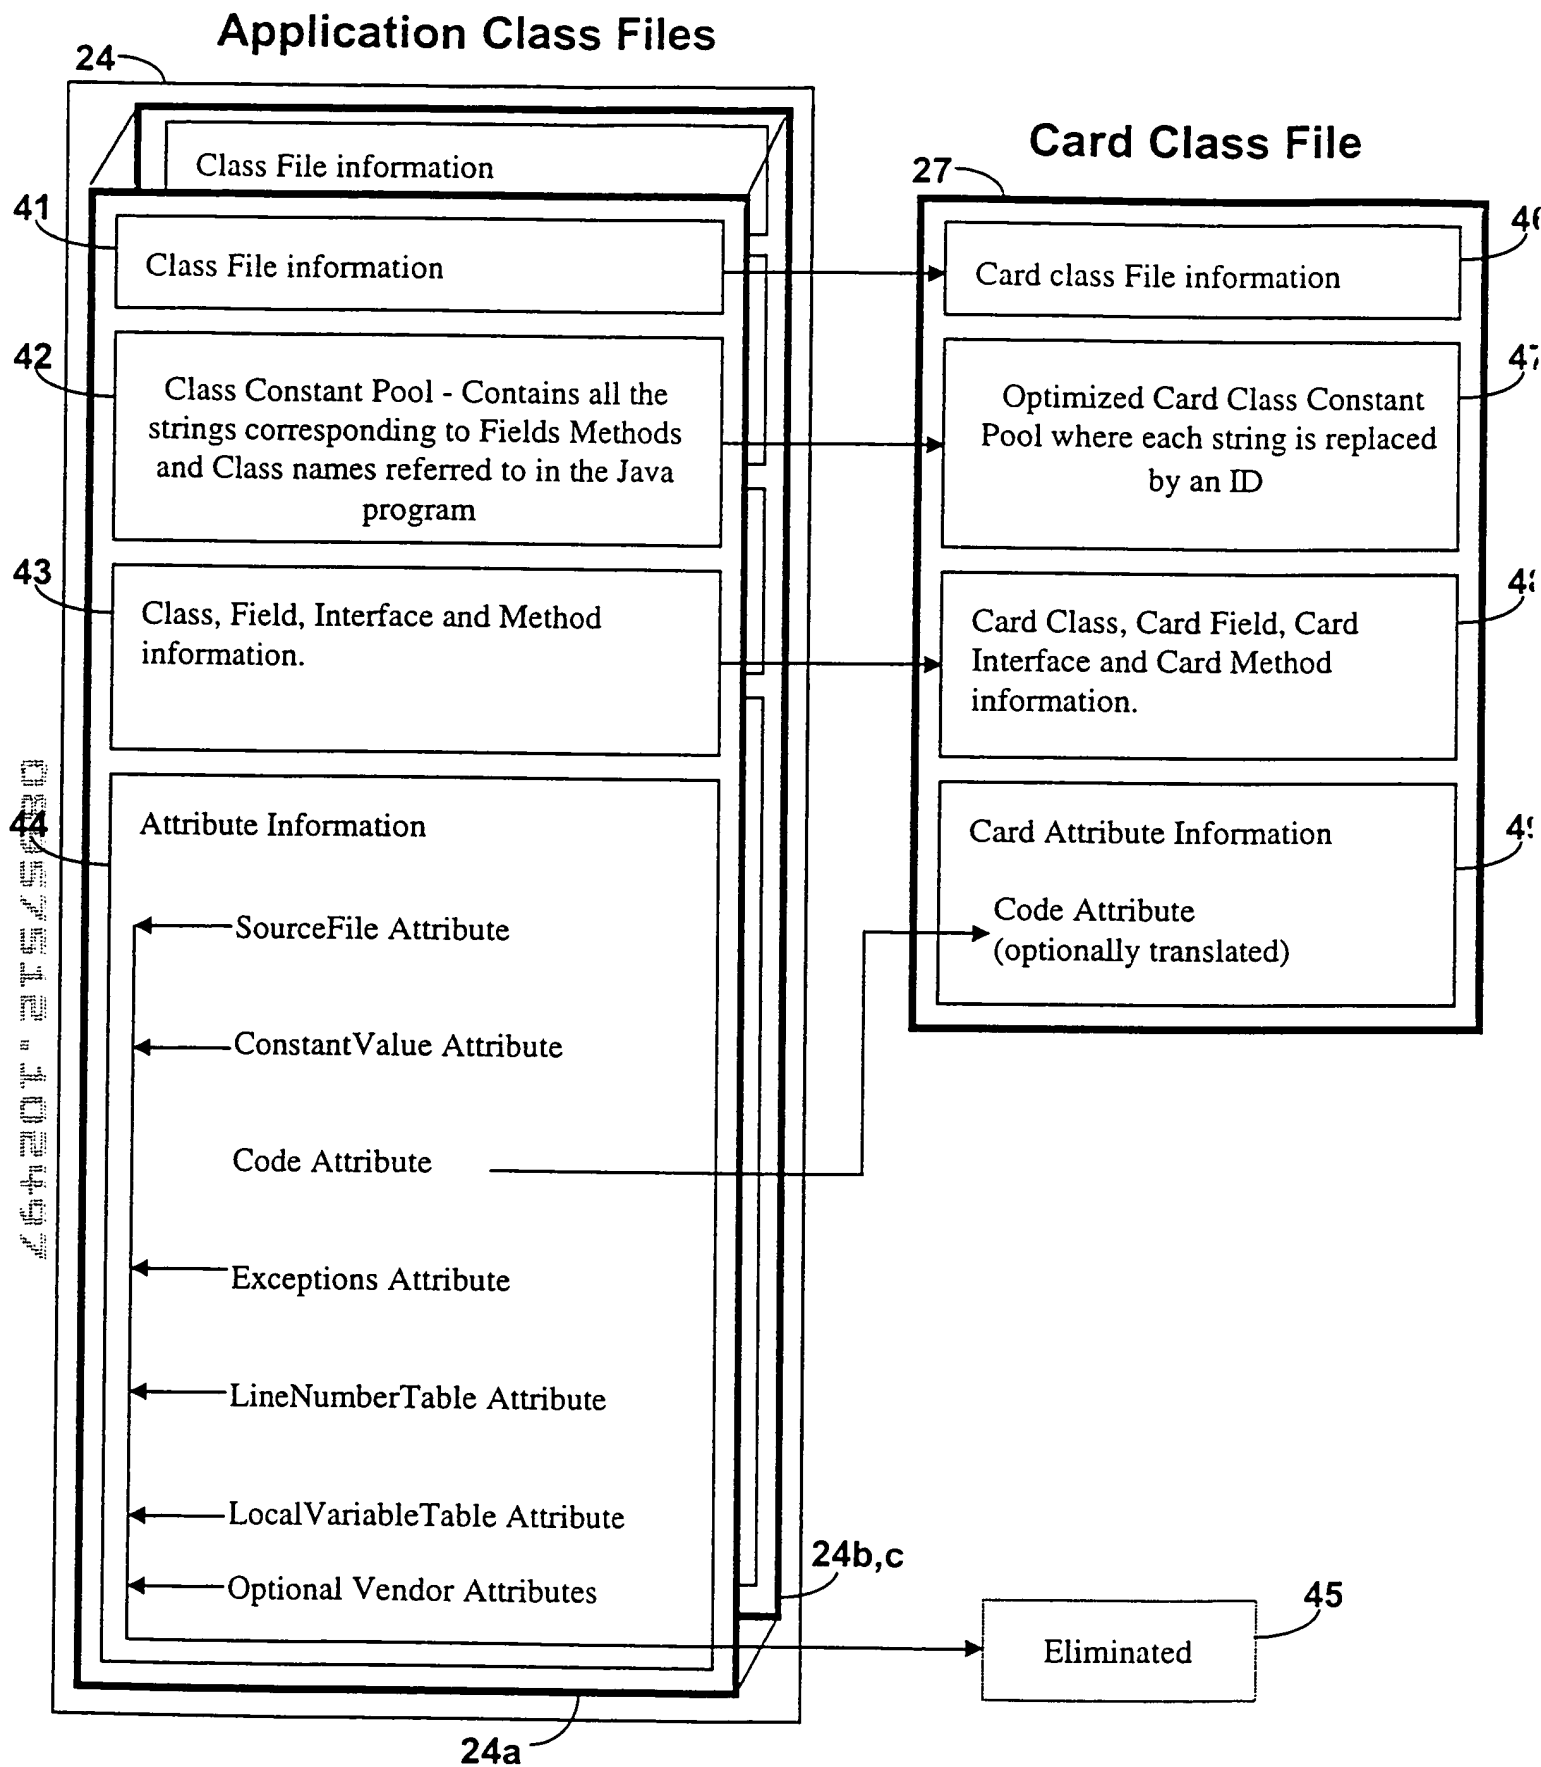 Application Class Files
24
Class File information
Card Class File
27
41
Class File information
Card class File information
42
Class Constant Pool - Contains all the
strings corresponding to Fields Methods
and Class names referred to in the Java
program
47
Optimized Card Class Constant
Pool where each string is replaced
by an ID
43
Class, Field, Interface and Method
information.
Card Class, Card Field, Card
Interface and Card Method
information.
44
Attribute Information
SourceFile Attribute
ConstantValue Attribute
Code Attribute
Exceptions Attribute
LineNumberTable Attribute
LocalVariableTable Attribute
Optional Vendor Attributes
Card Attribute Information
Code Attribute
(optionally translated)
24b,c
45
Eliminated
24a